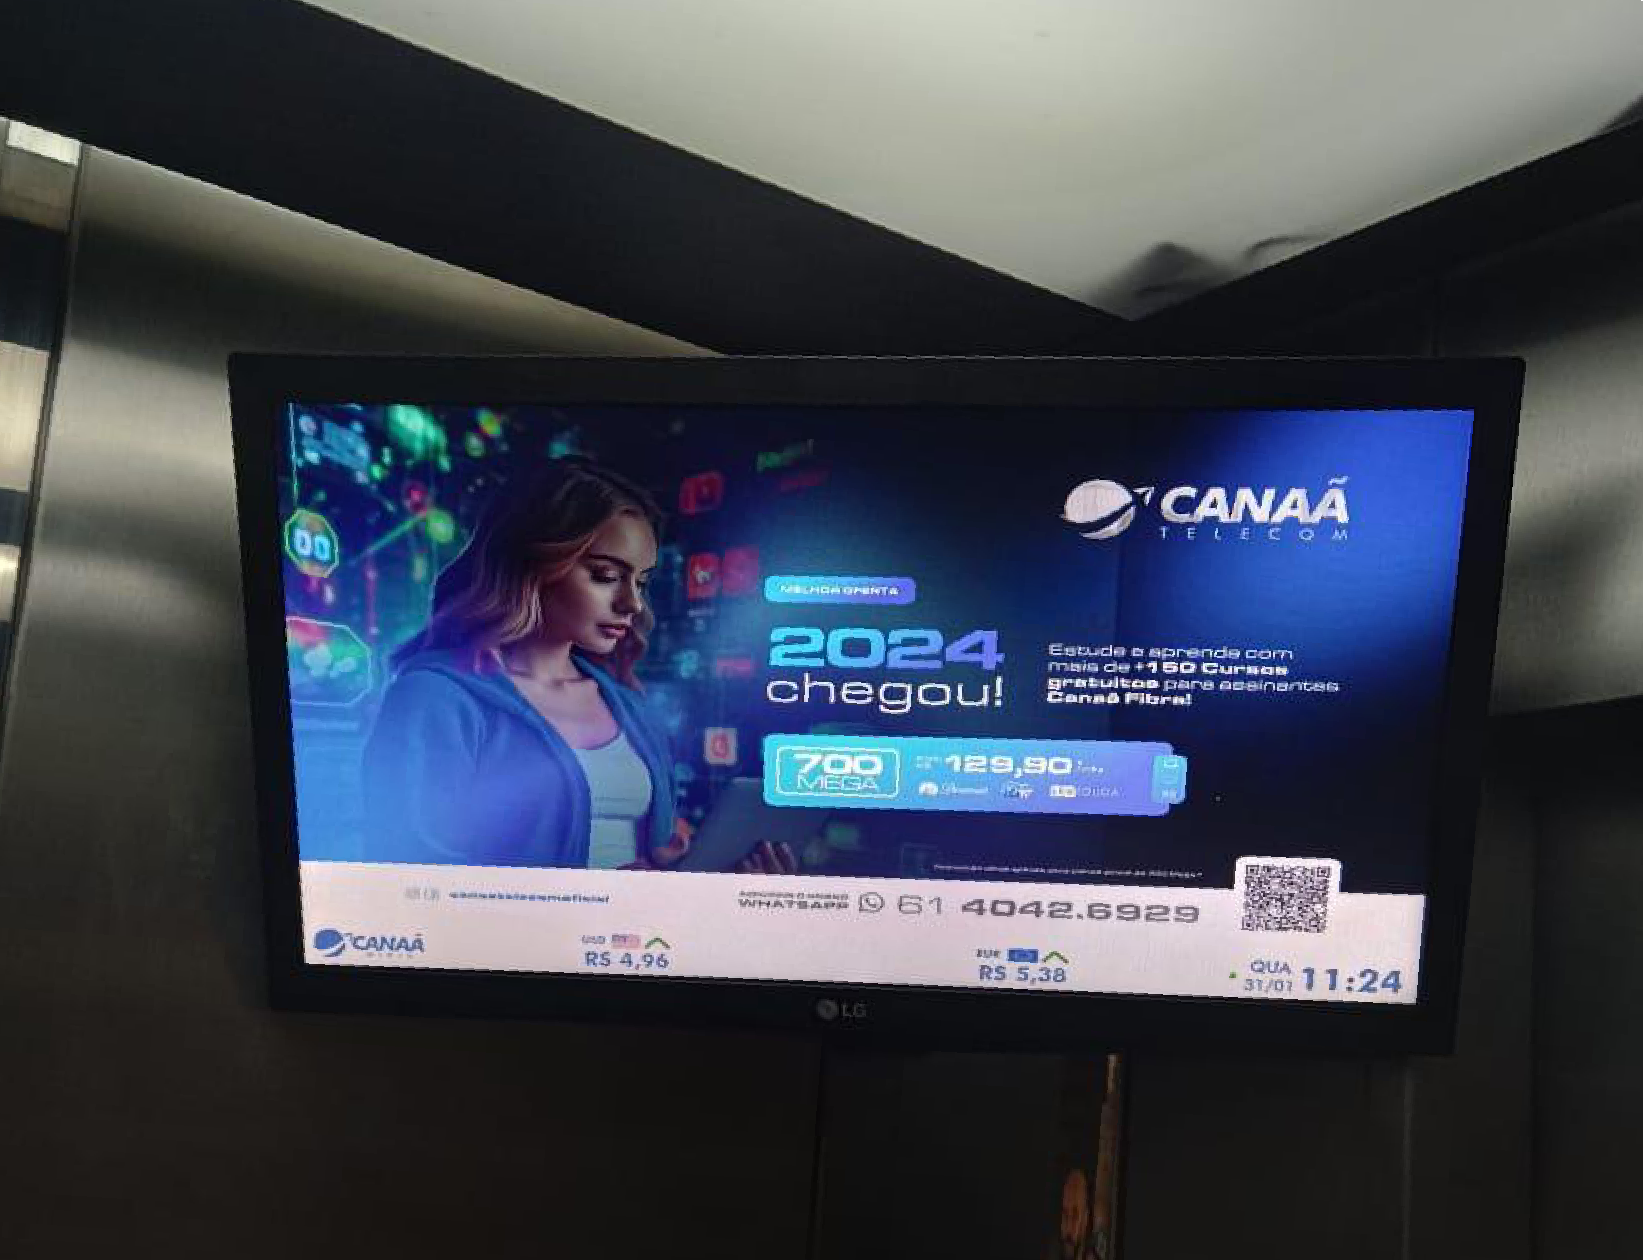 CANAÃ
TELECOM
MELHOR OFERTA
2024
chegou!
Estude e aprenda com
mais de +150 Cursos
gratuitos para assinantes
Canaã Fibra!
700
MEGA
129,90
WHATSAPP 61 4042.6929
CANAÃ
USD
R$ 4,96
EUR
R$ 5,38
QUA
31/01
11:24
LG